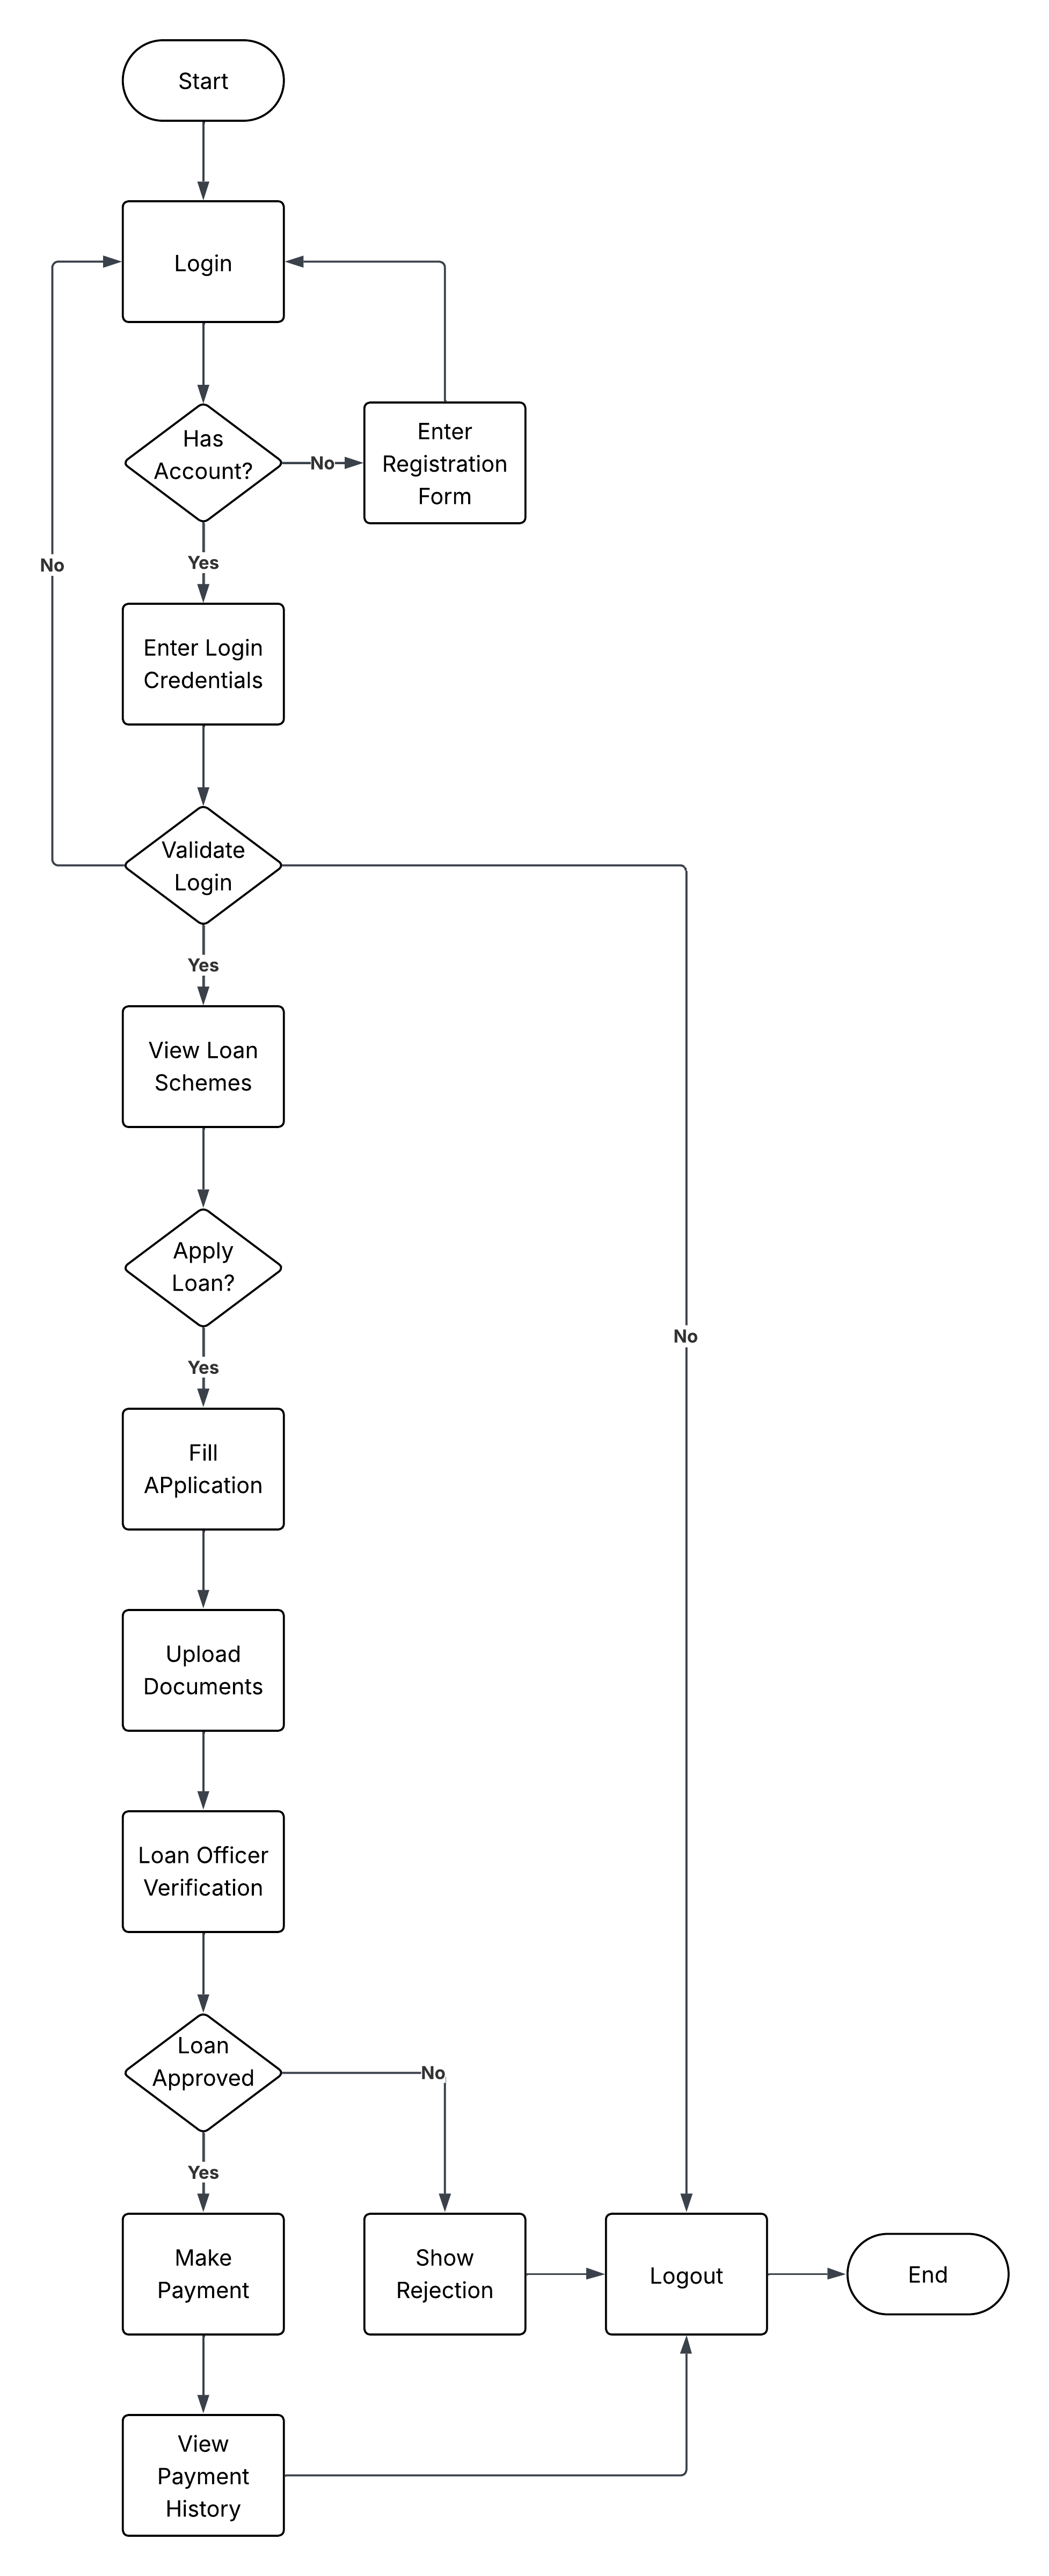 Start
Login
Has
Account?
No
Enter
Registration
Form
No
Yes
Enter Login
Credentials
Validate
Login
Yes
View Loan
Schemes
Apply
Loan?
No
Yes
Fill
APplication
Upload
Documents
Loan Officer
Verification
Loan
Approved
No
Yes
Make
Payment
Show
Rejection
Logout
End
View
Payment
History